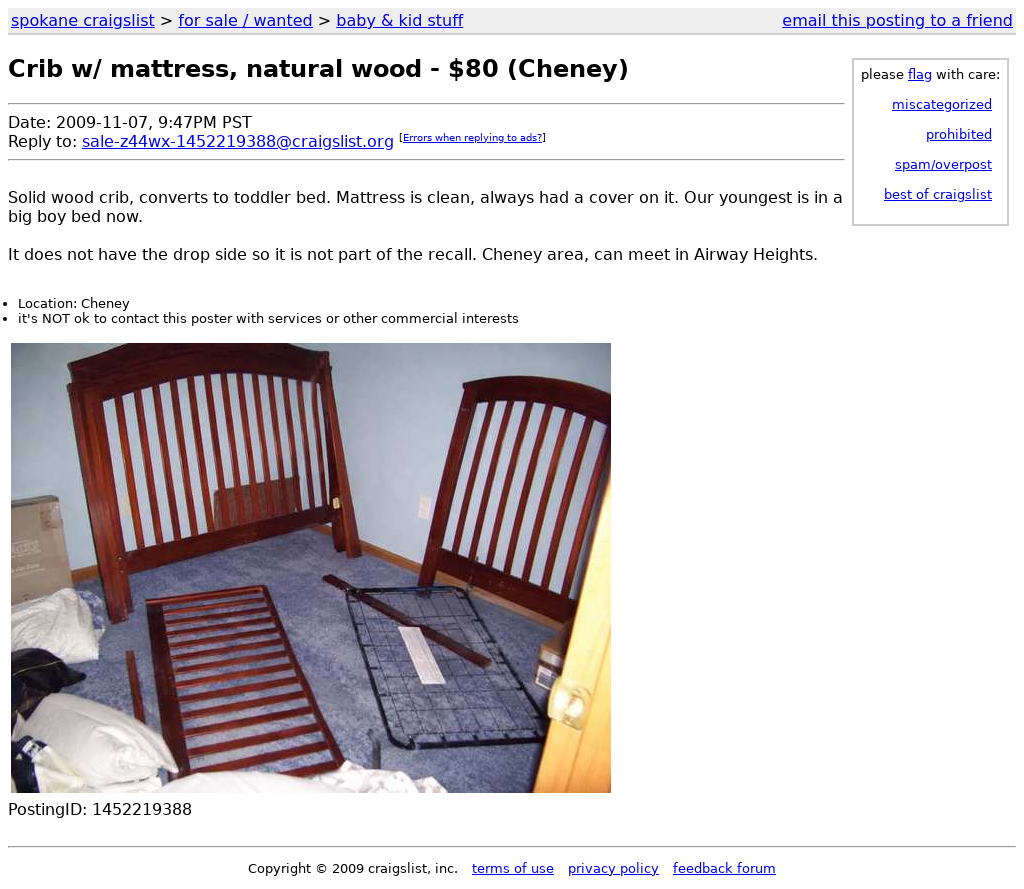 spokane craigslist > for sale / wanted > baby & kid stuff
email this posting to a friend
Crib w/ mattress, natural wood - $80 (Cheney)
please flag with care:
miscategorized
prohibited
spam/overpost
best of craigslist
Date: 2009-11-07, 9:47PM PST
Reply to: sale-z44wx-1452219388@craigslist.org [Errors when replying to ads?]
Solid wood crib, converts to toddler bed. Mattress is clean, always had a cover on it. Our youngest is in a
big boy bed now.
It does not have the drop side so it is not part of the recall. Cheney area, can meet in Airway Heights.
Location: Cheney
it's NOT ok to contact this poster with services or other commercial interests
PostingID: 1452219388
Copyright © 2009 craigslist, inc. terms of use privacy policy feedback forum